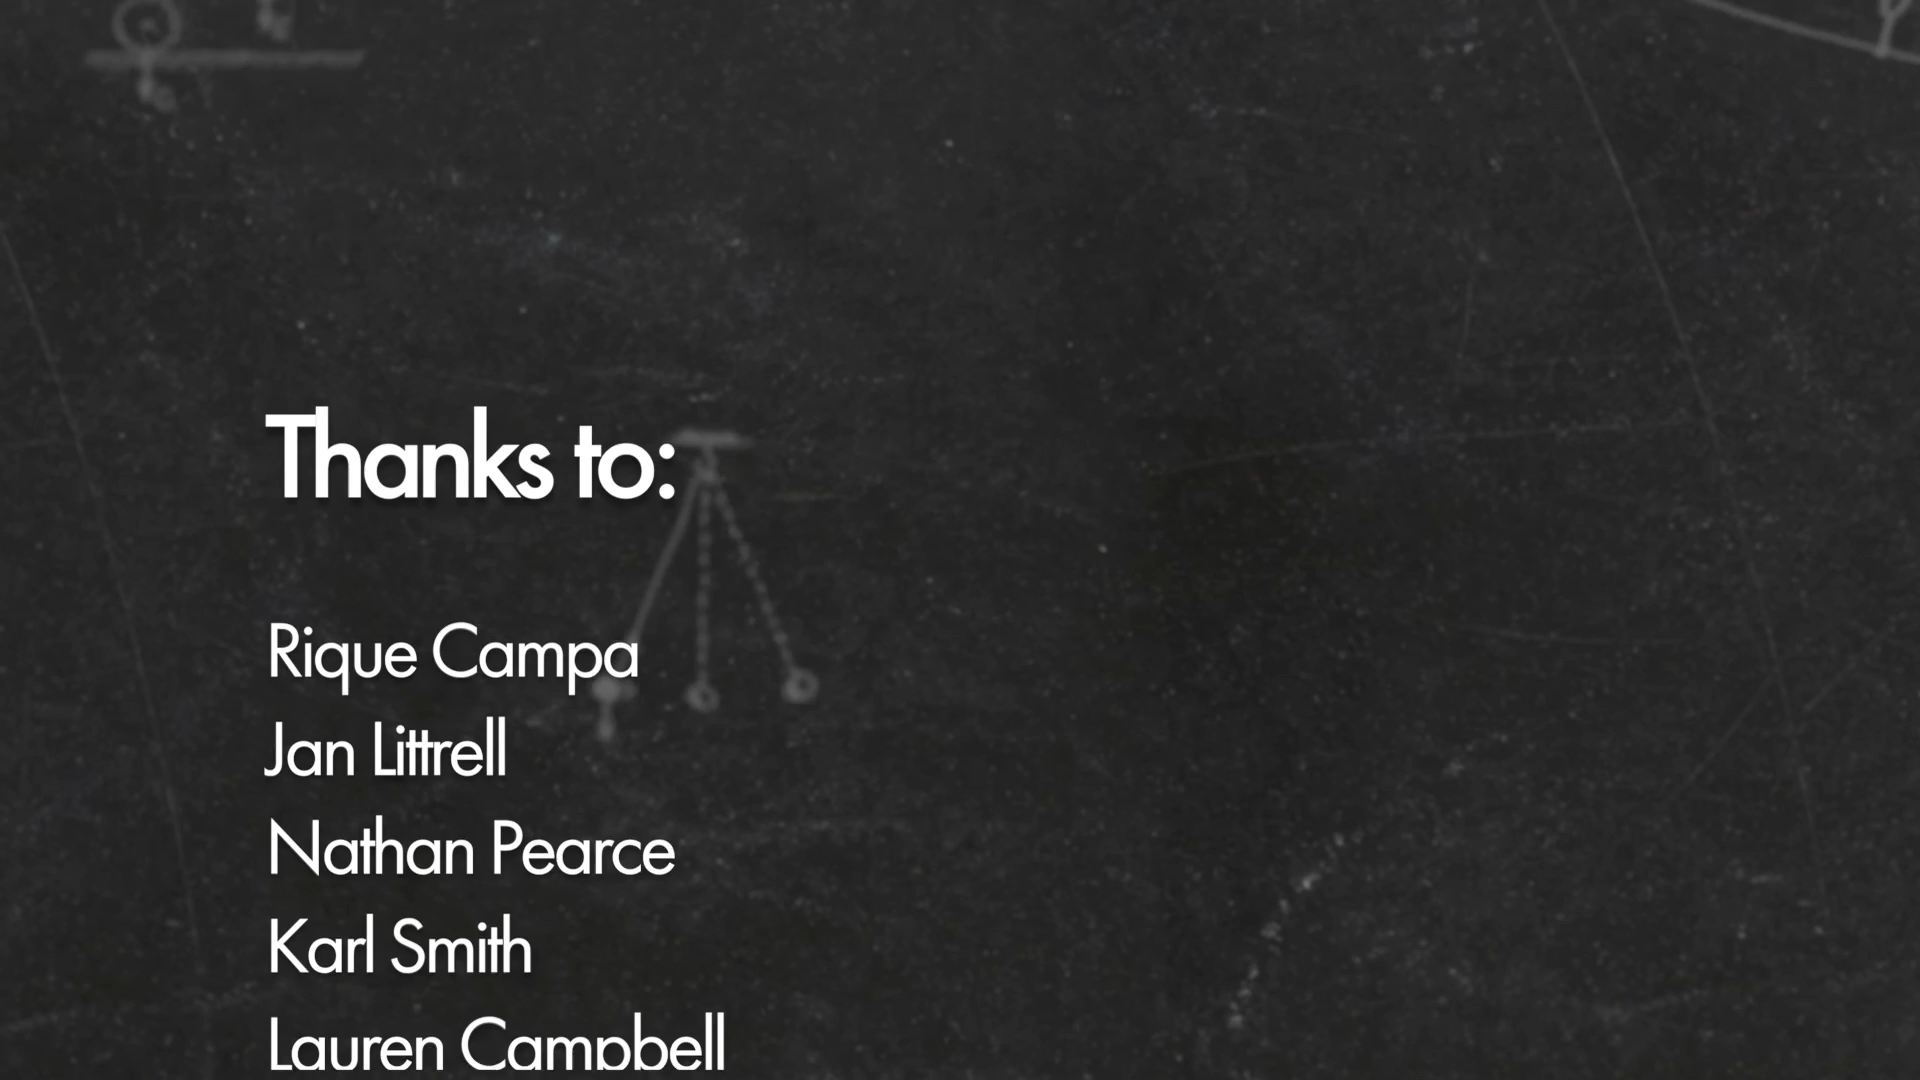 Thanks to:
Rique Campa
Jan Littrell
Nathan Pearce
Karl Smith
Lauren Campbell